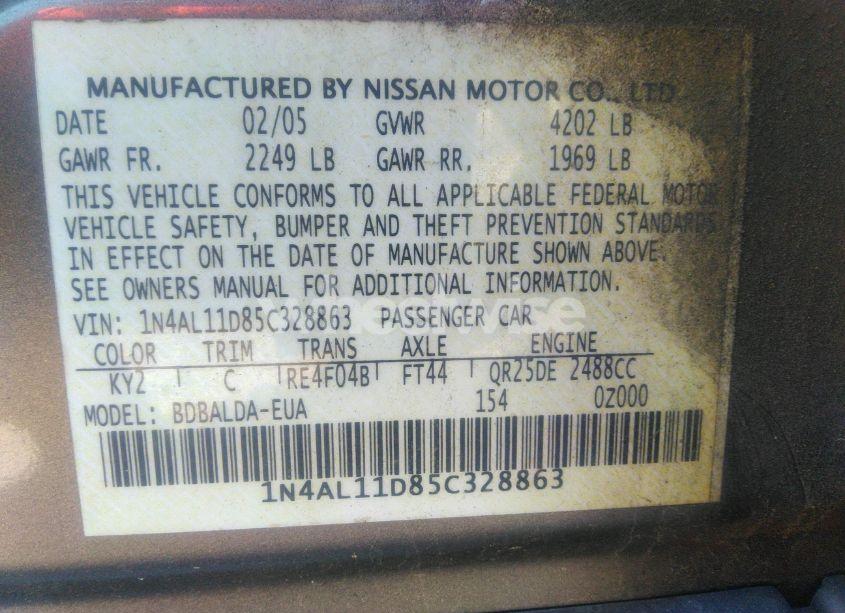 MANUFACTURED BY NISSAN MOTOR CO., LTD.
DATE 02/05 GVWR 4202 LB
GAWR FR. 2249 LB GAWR RR. 1969 LB
THIS VEHICLE CONFORMS TO ALL APPLICABLE FEDERAL MOTOR
VEHICLE SAFETY, BUMPER AND THEFT PREVENTION STANDARDS
IN EFFECT ON THE DATE OF MANUFACTURE SHOWN ABOVE.
SEE OWNERS MANUAL FOR ADDITIONAL INFORMATION.
VIN: 1N4AL11D85C328863 PASSENGER CAR
COLOR TRIM TRANS AXLE ENGINE
KY2 C RE4F04B FT44 QR25DE 2488CC
MODEL: BDBALDA-EUA 154 0Z000
1N4AL11D85C328863